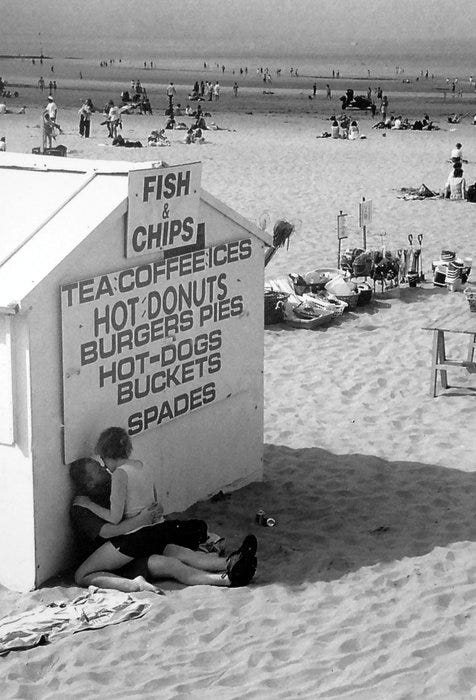 FISH
&
CHIPS
TEA:COFFEE:ICES
HOT:DONUTS
BURGERS PIES
HOT-DOGS
BUCKETS
SPADES